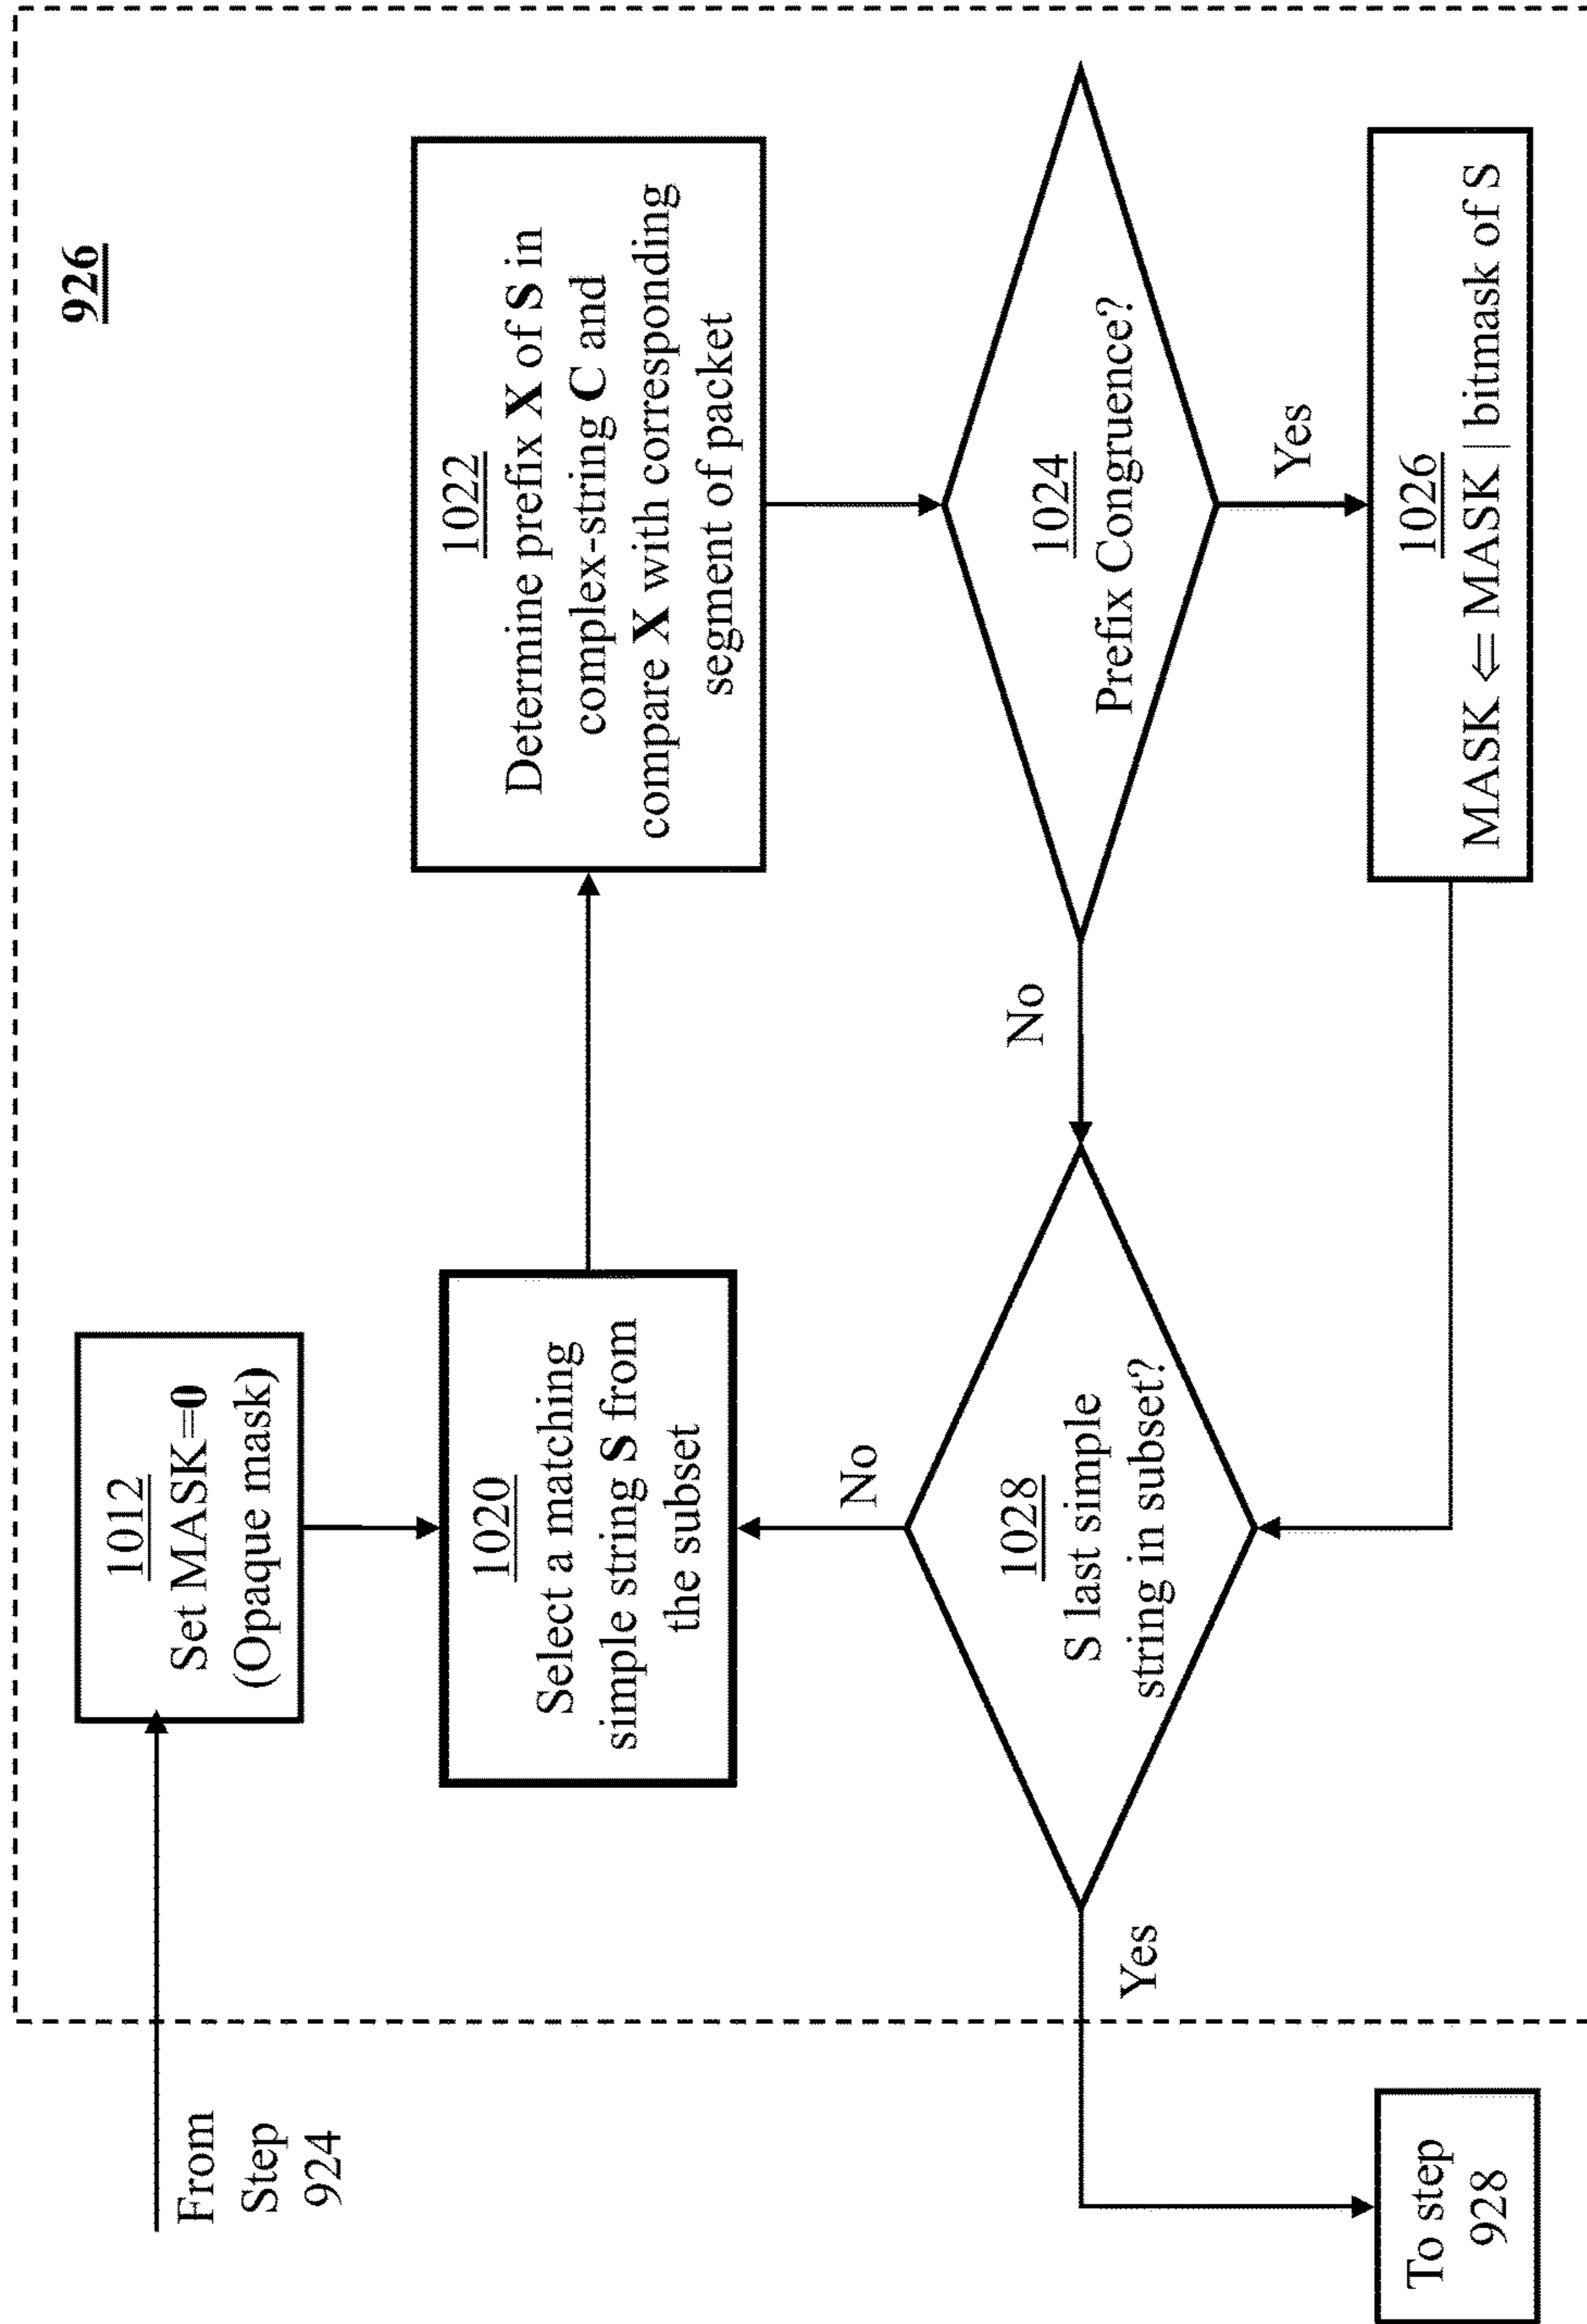 926
From
Step
924
1012
Set MASK=0
(Opaque mask)
1020
Select a matching
simple string S from
the subset
1022
Determine prefix X of S in
complex-string C and
compare X with corresponding
segment of packet
1024
Prefix Congruence?
No
Yes
1026
MASK ⇐ MASK | bitmask of S
1028
S last simple
string in subset?
No
Yes
To step
928